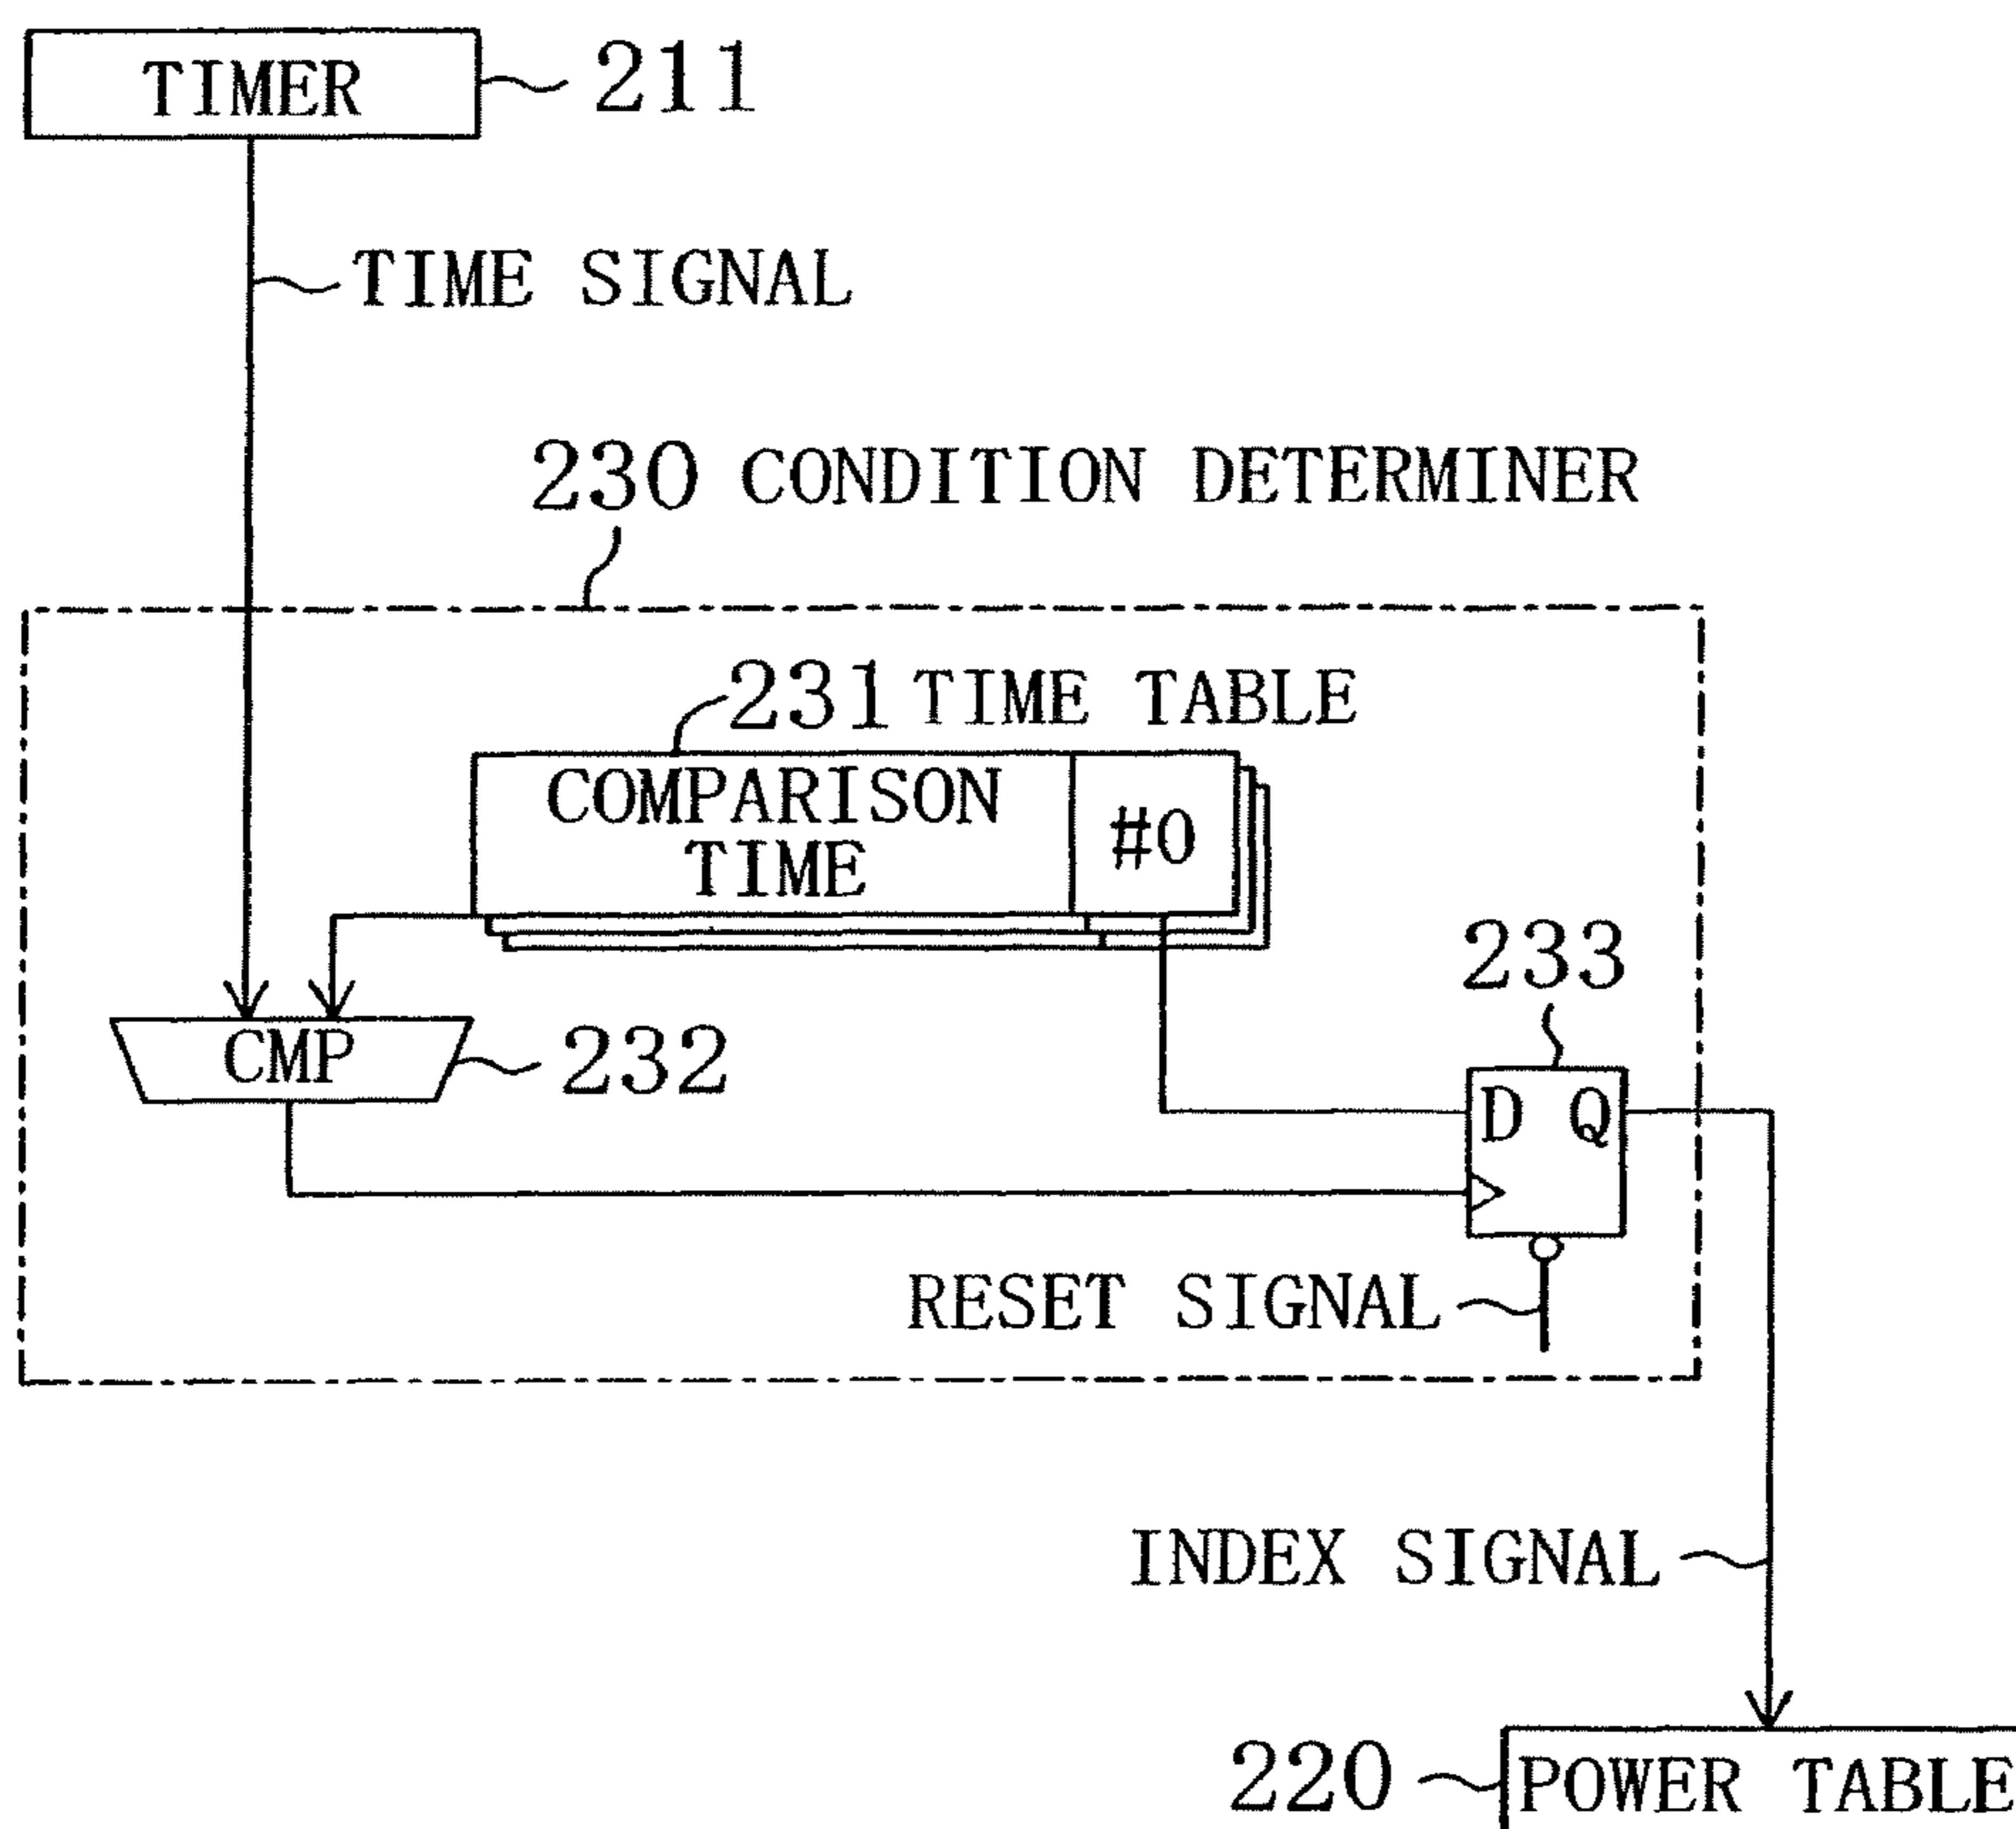 TIMER 211
TIME SIGNAL
230 CONDITION DETERMINER
231 TIME TABLE
COMPARISON
TIME
#0
233
CMP 232
D Q
RESET SIGNAL
INDEX SIGNAL
220 POWER TABLE